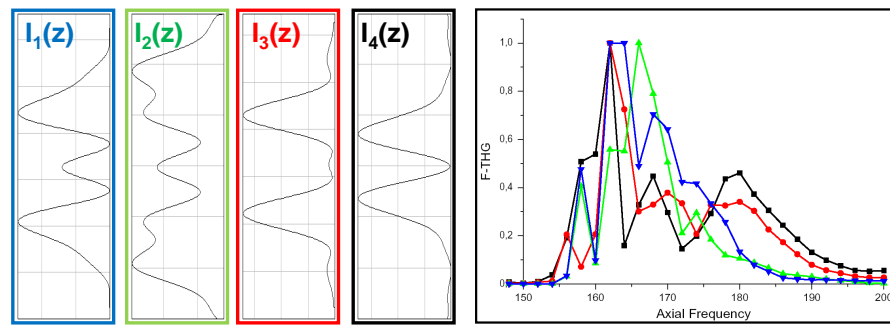 I₁(z)
I₂(z)
I₃(z)
I₄(z)
1,0
0,8
0,6
0,4
0,2
0
F-THG
150
160
170
180
190
200
Axial Frequency